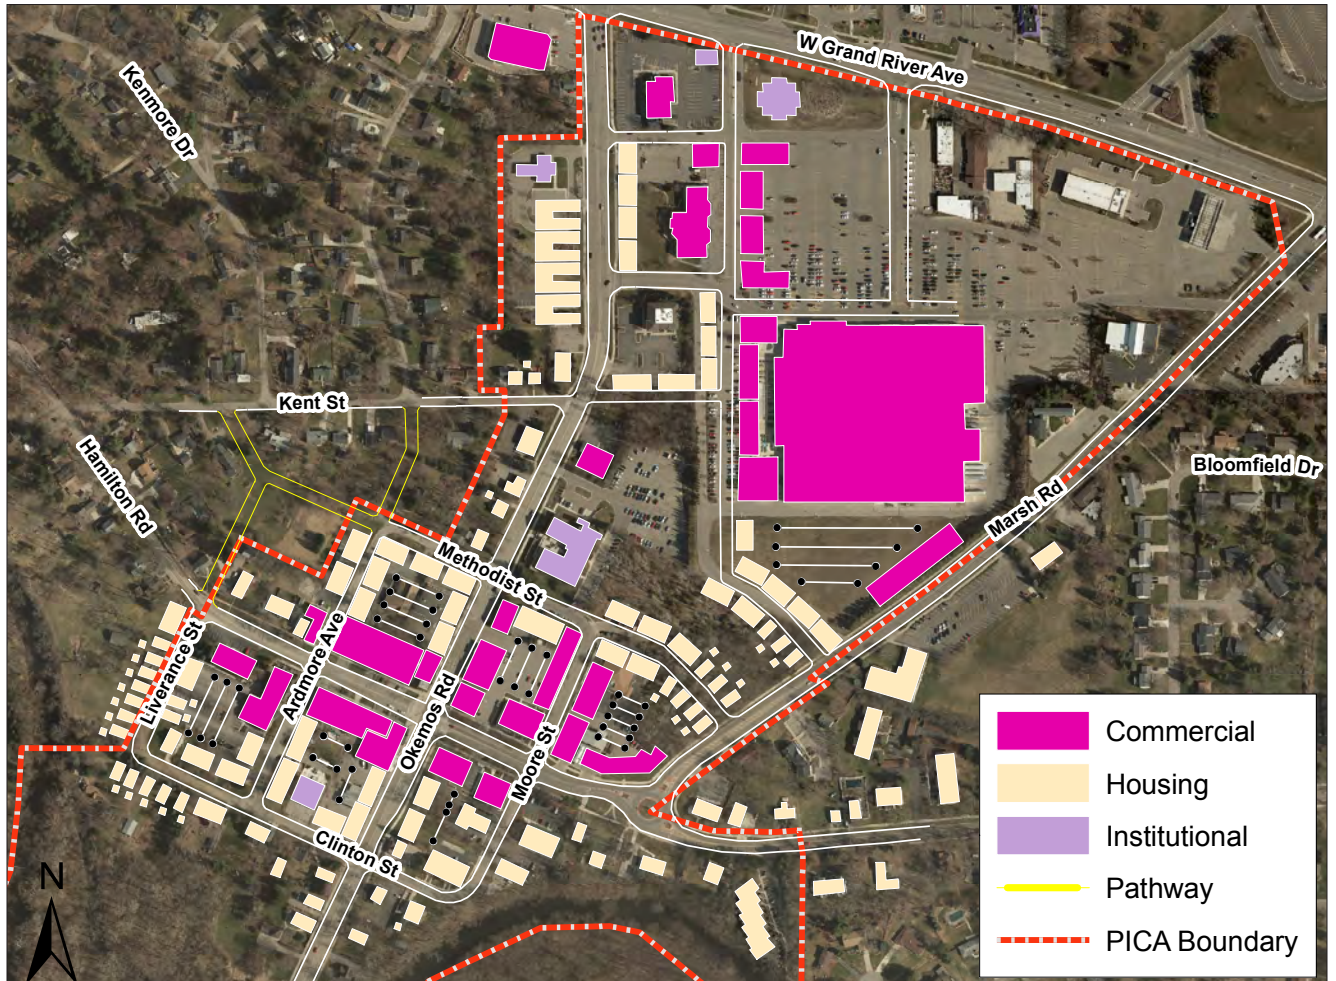 W Grand River Ave
Kenmore Dr
Kent St
Hamilton Rd
Bloomfield Dr
Marsh Rd
Methodist St
Liverance St
Ardmore Ave
Okemos Rd
Moore St
Clinton St
N
Commercial
Housing
Institutional
Pathway
PICA Boundary